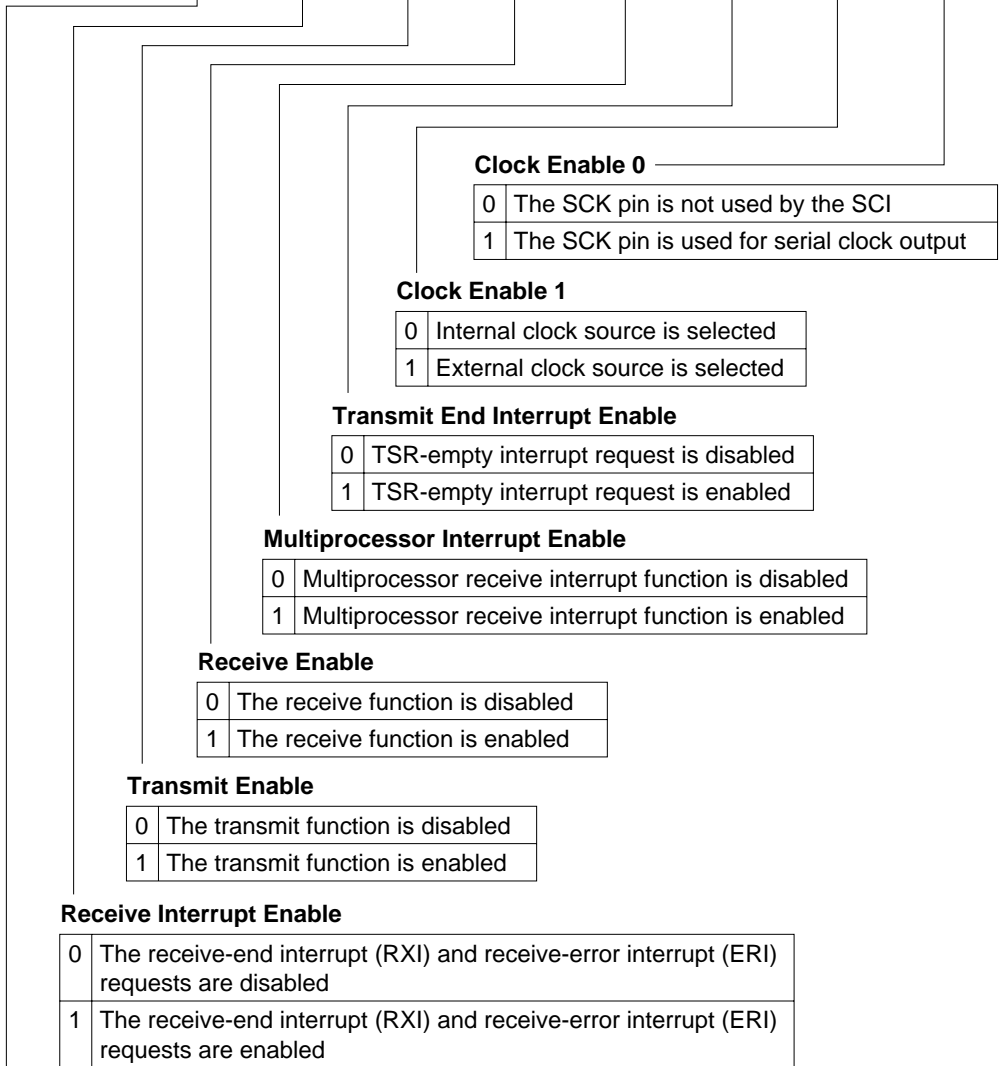 Clock Enable 0
0 The SCK pin is not used by the SCI
1 The SCK pin is used for serial clock output
Clock Enable 1
0 Internal clock source is selected
1 External clock source is selected
Transmit End Interrupt Enable
0 TSR-empty interrupt request is disabled
1 TSR-empty interrupt request is enabled
Multiprocessor Interrupt Enable
0 Multiprocessor receive interrupt function is disabled
1 Multiprocessor receive interrupt function is enabled
Receive Enable
0 The receive function is disabled
1 The receive function is enabled
Transmit Enable
0 The transmit function is disabled
1 The transmit function is enabled
Receive Interrupt Enable
0 The receive-end interrupt (RXI) and receive-error interrupt (ERI)
requests are disabled
1 The receive-end interrupt (RXI) and receive-error interrupt (ERI)
requests are enabled